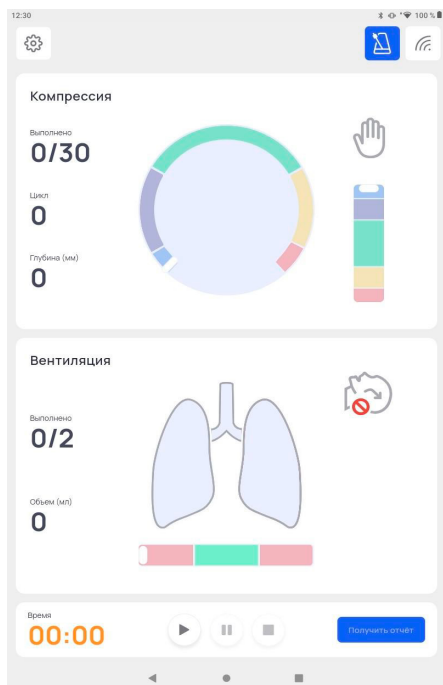 12:30
100 %
Компрессия
Выполнено
0/30
Цикл
0
Глубина (мм)
0
Вентиляция
Выполнено
0/2
Объем (мл)
0
Время
00:00
Получить отчёт